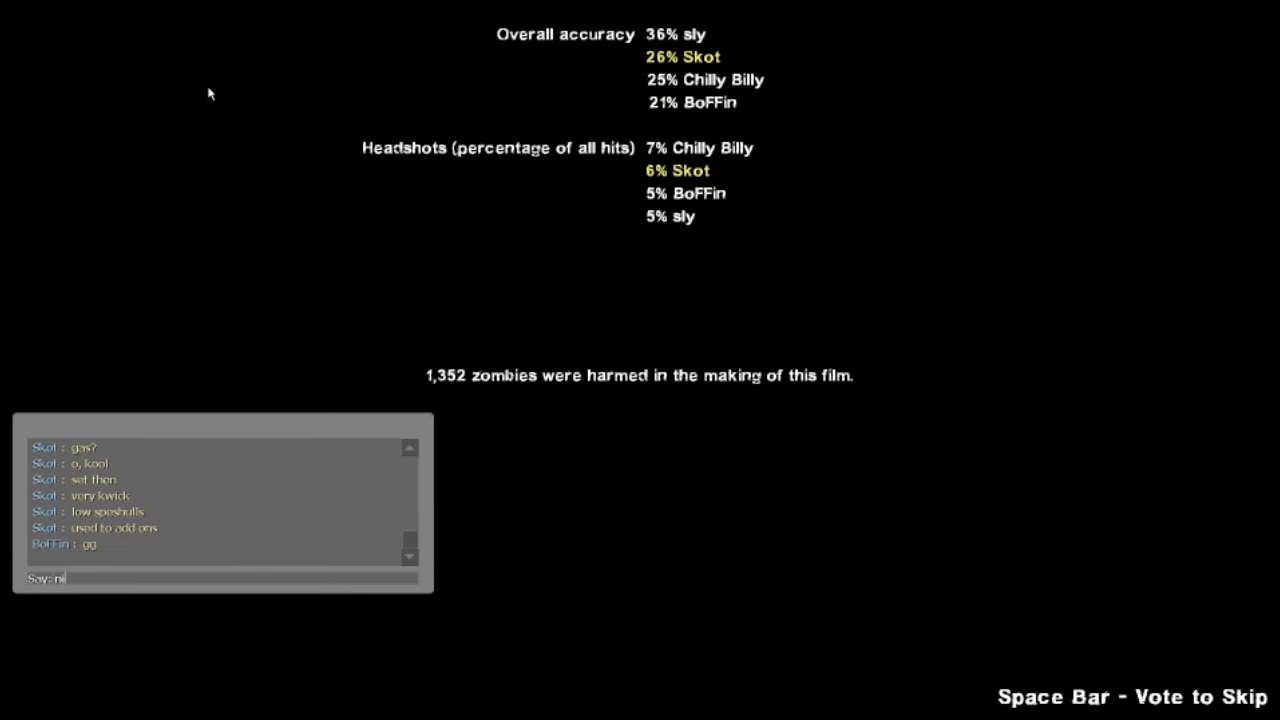 Overall accuracy 36% sly
26% Skot
25% Chilly Billy
21% BoFFin
Headshots (percentage of all hits) 7% Chilly Billy
6% Skot
5% BoFFin
5% sly
1,352 zombies were harmed in the making of this film.
Skot : gas?
Skot : o, kool
Skot : set then
Skot : very kwick
Skot : low speshulls
Skot : used to add ons
BoFFin : gg
Say: ni
Space Bar - Vote to Skip